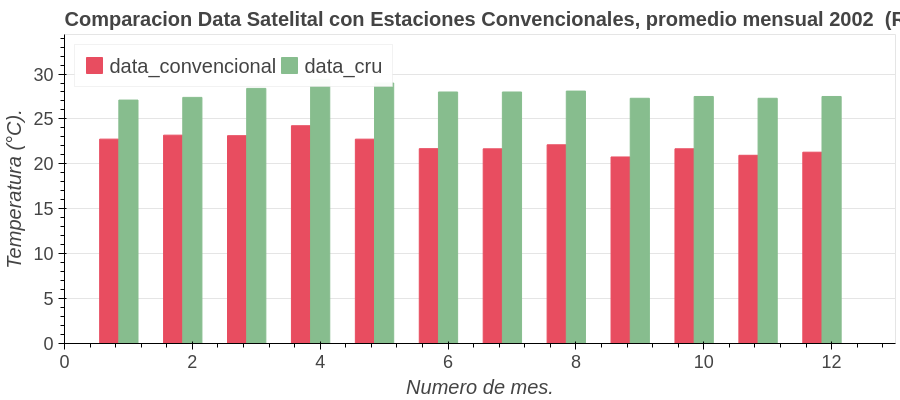 Comparacion Data Satelital con Estaciones Convencionales, promedio mensual 2002 (R
data_convencional data_cru
30
25
20
15
10
5
0
Temperatura (°C).
0 2 4 6 8 10 12
Numero de mes.